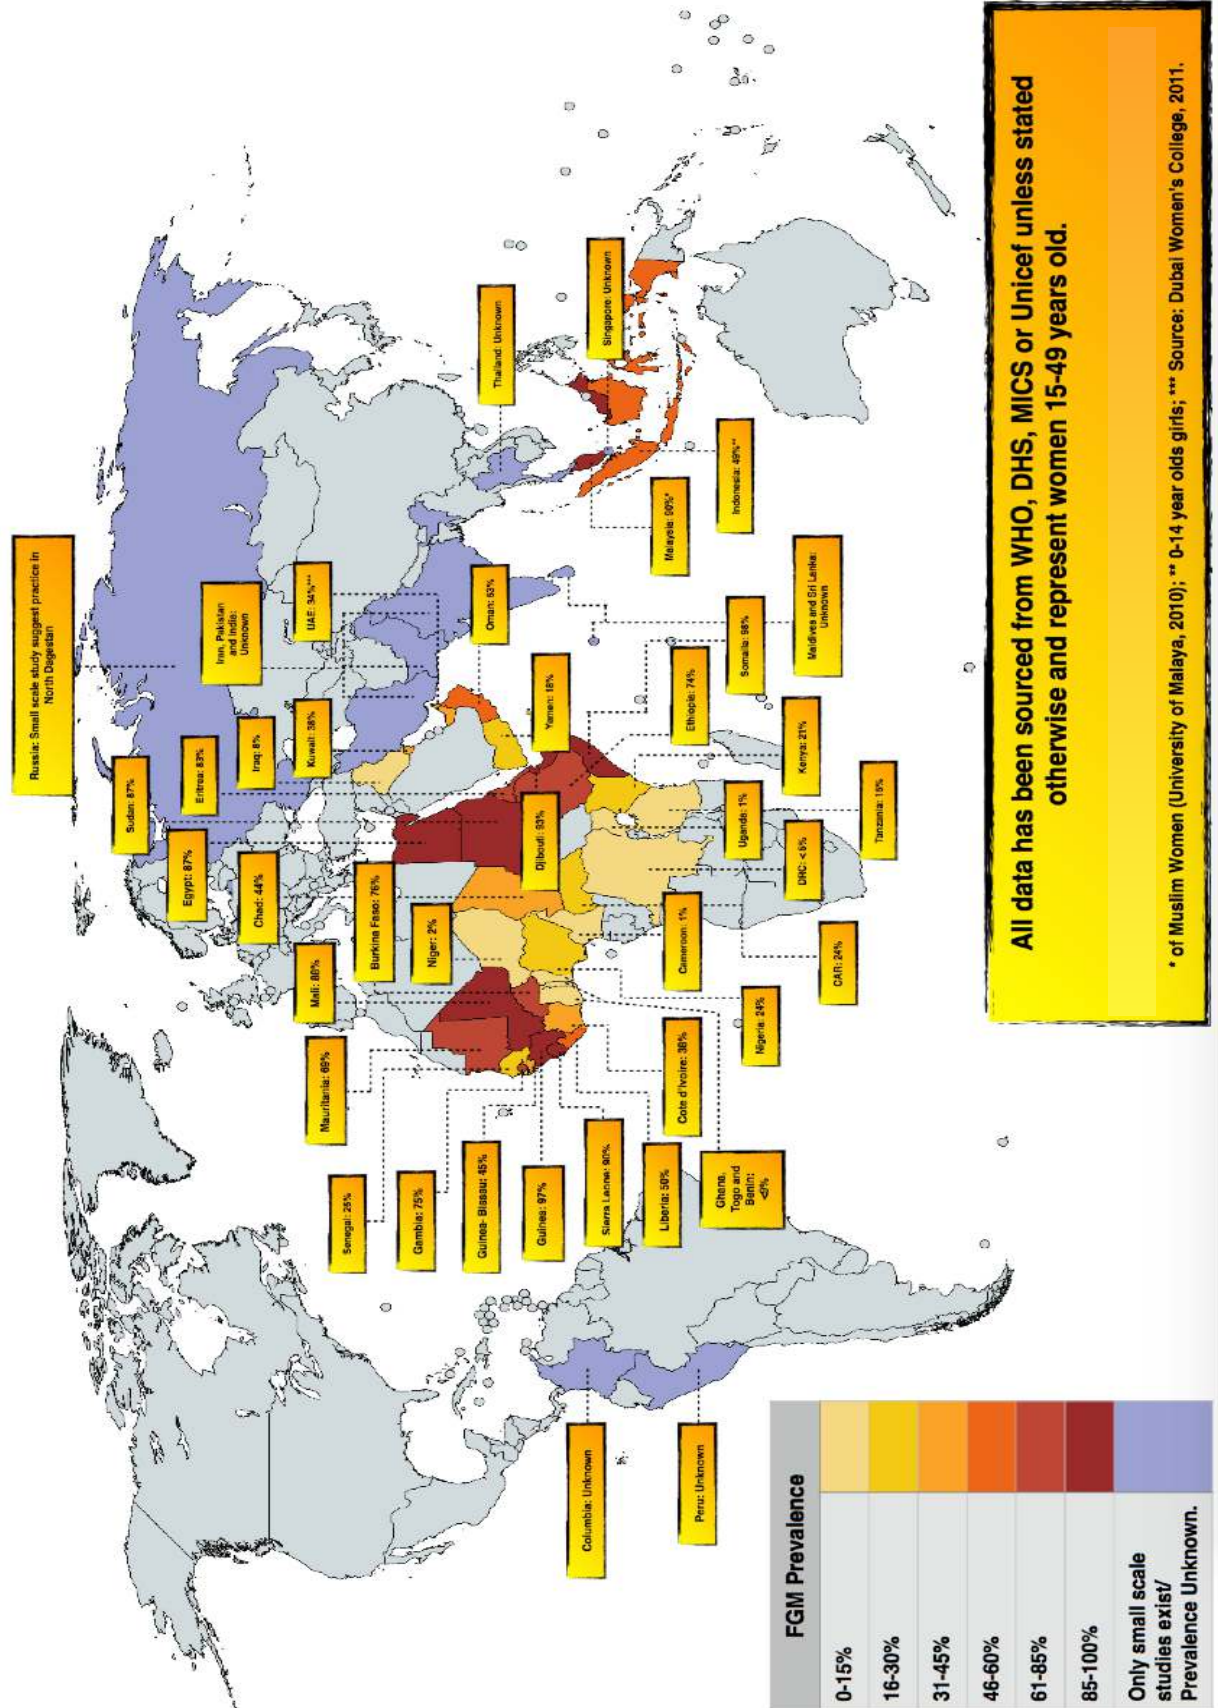 Russia: Small scale study suggest practice in
North Dagestan
Iran, Pakistan
and India:
Unknown
UAE: 34%***
Oman: 63%
Thailand: Unknown
Singapore: Unknown
Sudan: 87%
Eritrea: 83%
Iraq: 8%
Kuwait: 38%
Yemen: 18%
Egypt: 87%
Chad: 44%
Burkina Faso: 76%
Niger: 2%
Mali: 88%
Djibouti: 93%
Ethiopia: 74%
Somalia: 98%
Maldives and Sri Lanka:
Unknown
Malaysia: 90%*
Indonesia: 49%**
Kenya: 21%
Uganda: 1%
Tanzania: 15%
DRC: <5%
Cameroon: 1%
CAR: 24%
Nigeria: 24%
Mauritania: 69%
Senegal: 25%
Gambia: 75%
Guinea- Bissau: 45%
Guinea: 97%
Sierra Leone: 90%
Liberia: 50%
Cote d'Ivoire: 38%
Ghana,
Togo and
Benin:
Columbia: Unknown
Peru: Unknown
FGM Prevalence
0-15%
16-30%
31-45%
46-60%
61-85%
85-100%
Only small scale
studies exist/
Prevalence Unknown.
All data has been sourced from WHO, DHS, MICS or Unicef unless stated
otherwise and represent women 15-49 years old.
* of Muslim Women (University of Malaya, 2010); ** 0-14 year olds girls; *** Source: Dubai Women's College, 2011.